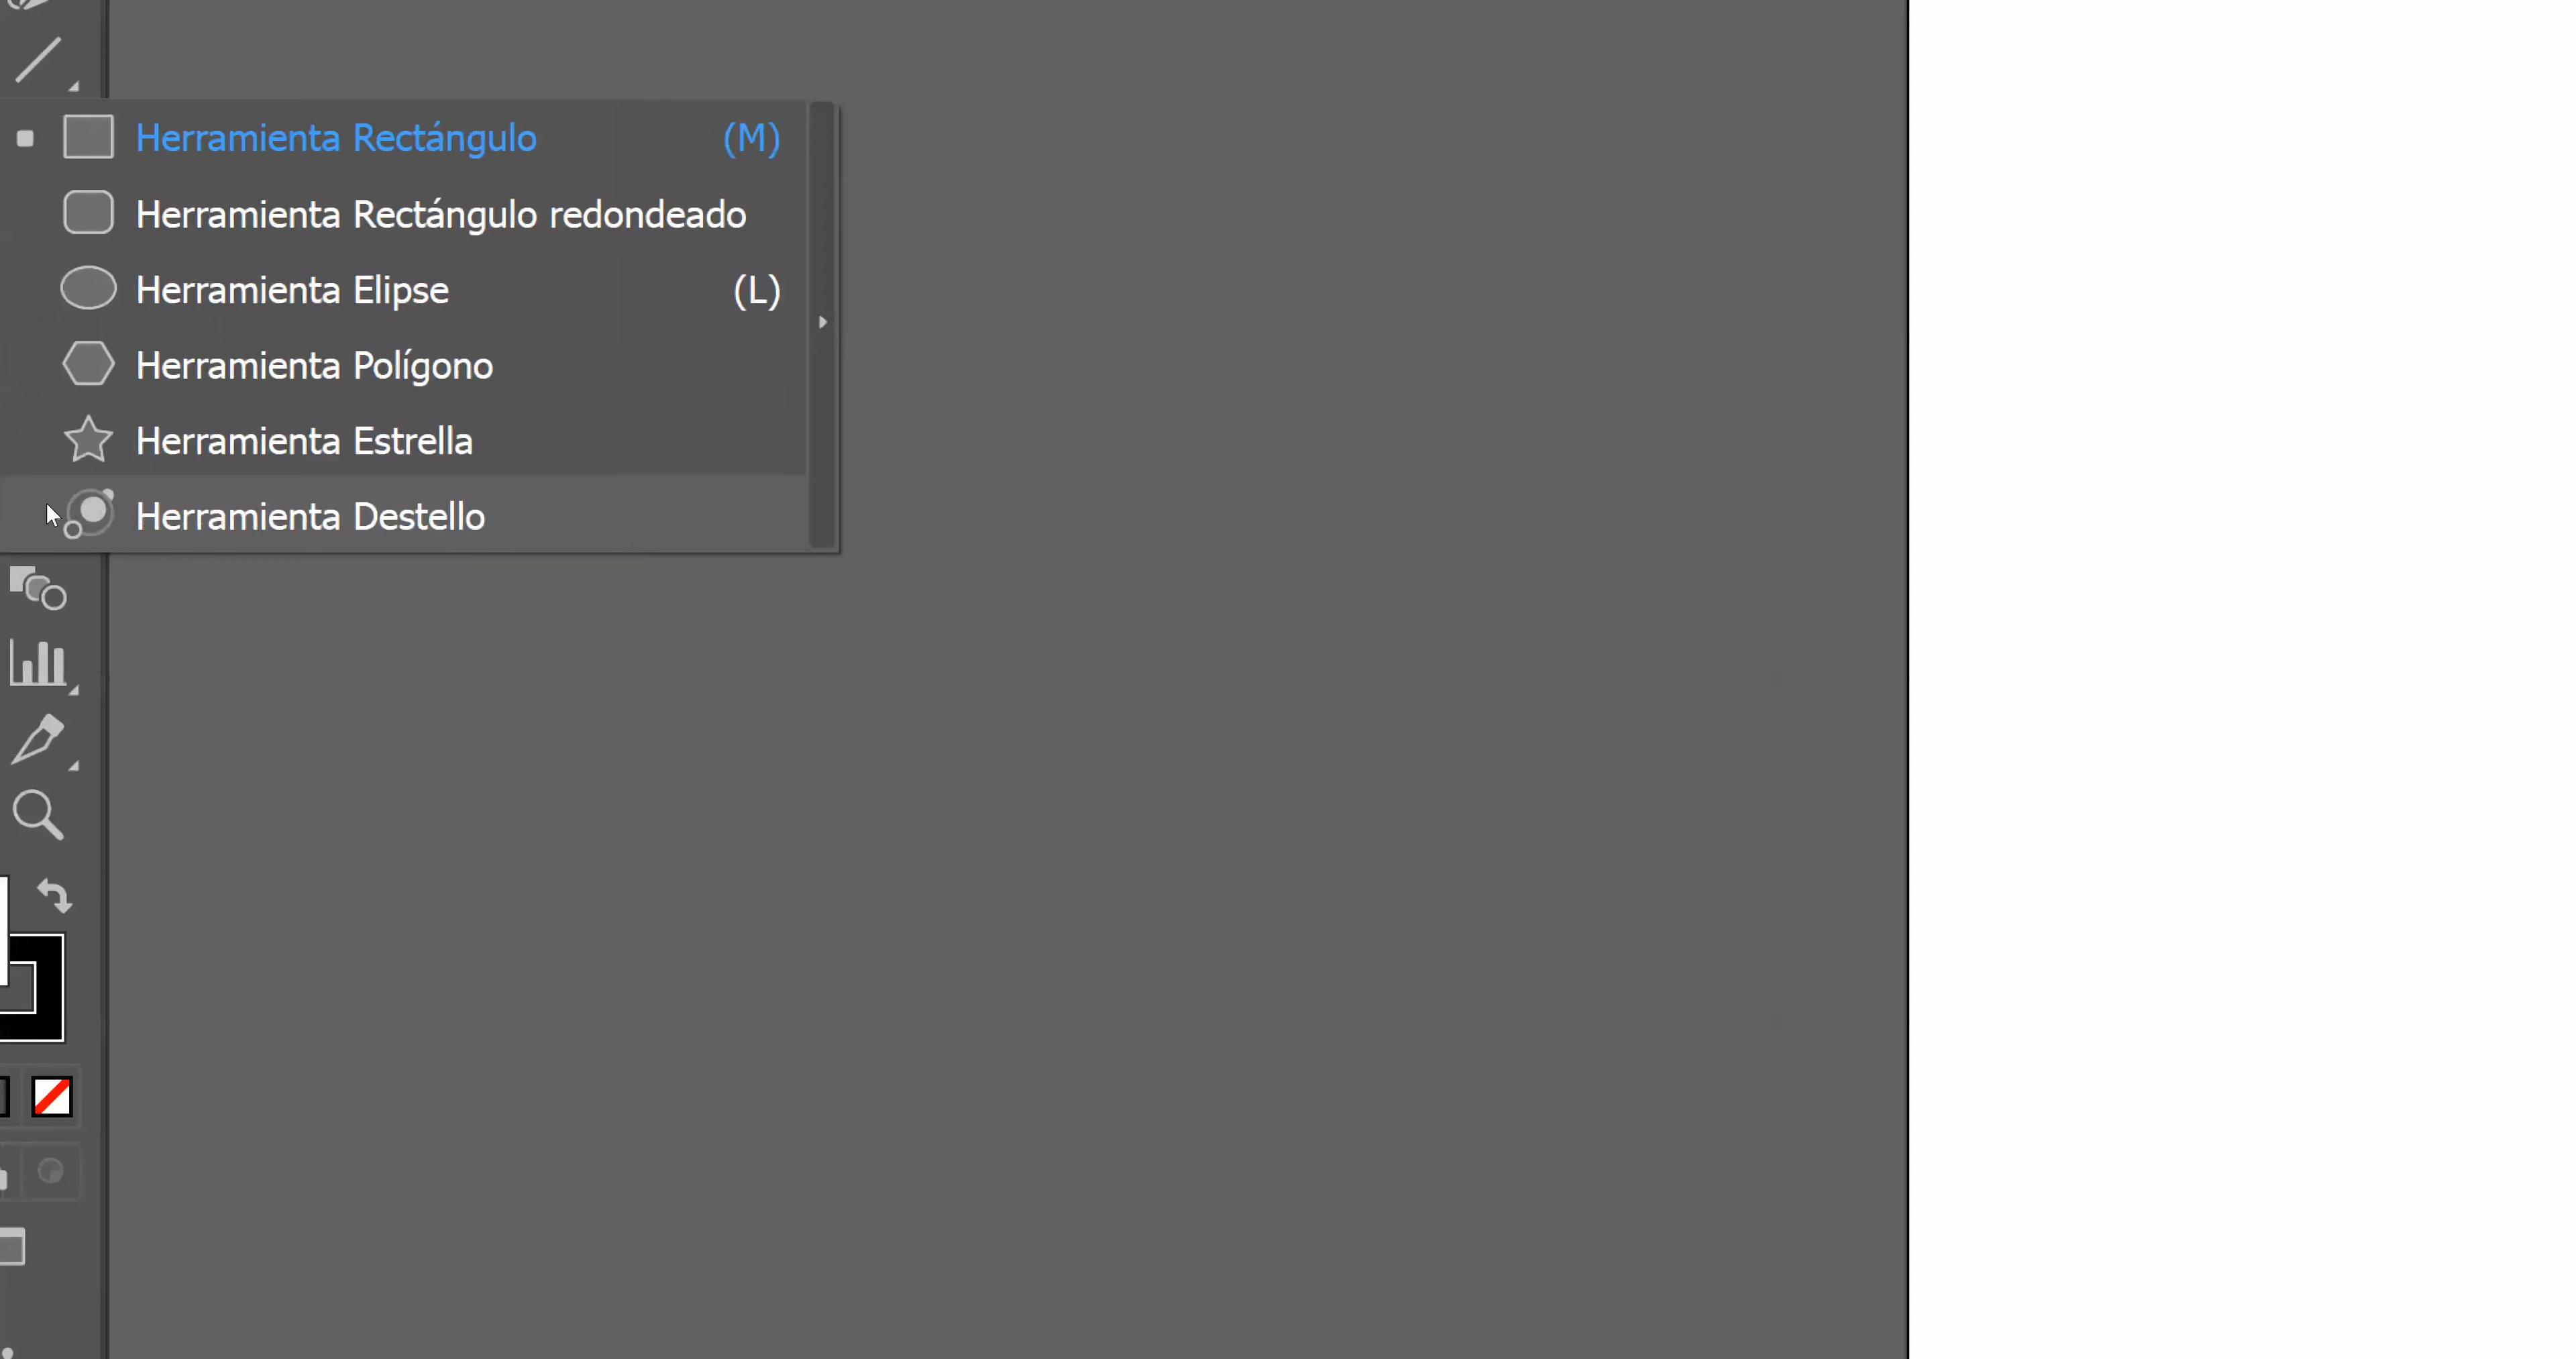 Herramienta Rectángulo (M)
Herramienta Rectángulo redondeado
Herramienta Elipse (L)
Herramienta Polígono
Herramienta Estrella
Herramienta Destello